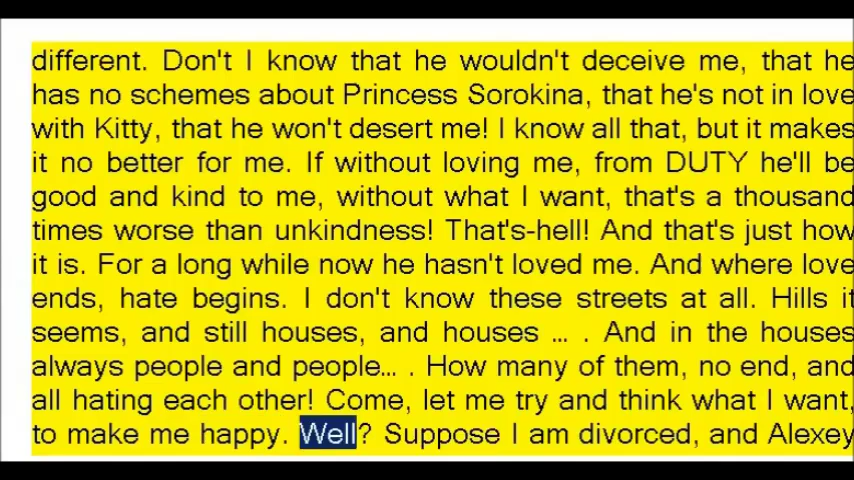 different. Don't I know that he wouldn't deceive me, that he
has no schemes about Princess Sorokina, that he's not in love
with Kitty, that he won't desert me! I know all that, but it makes
it no better for me. If without loving me, from DUTY he'll be
good and kind to me, without what I want, that's a thousand
times worse than unkindness! That's-hell! And that's just how
it is. For a long while now he hasn't loved me. And where love
ends, hate begins. I don't know these streets at all. Hills it
seems, and still houses, and houses ... . And in the houses
always people and people... . How many of them, no end, and
all hating each other! Come, let me try and think what I want,
to make me happy. Well? Suppose I am divorced, and Alexey